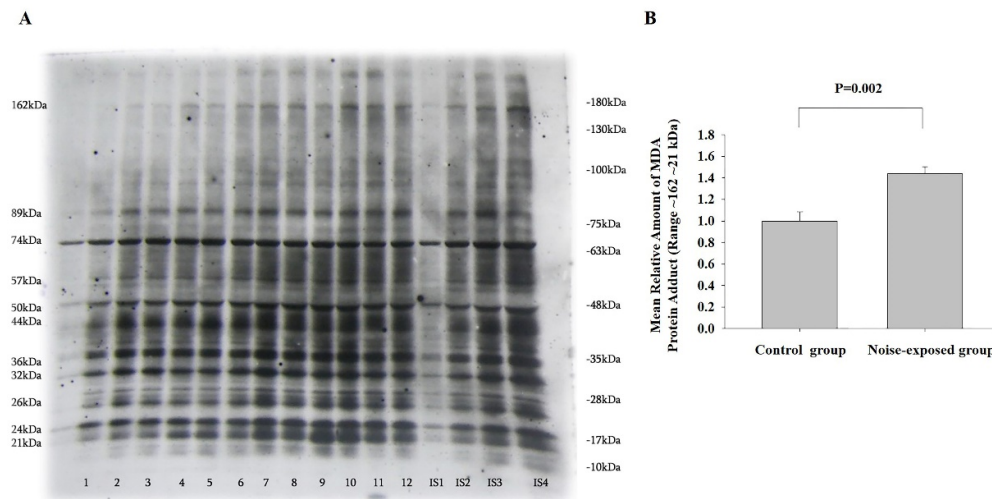 A
162kDa
89kDa
74kDa
57kDa
50kDa
44kDa
36kDa
32kDa
26kDa
24kDa
21kDa
-180kDa
-130kDa
-100kDa
-75kDa
-63kDa
-48kDa
-35kDa
-28kDa
-17kDa
-10kDa
1 2 3 4 5 6 7 8 9 10 11 12 IS1 IS2 IS3 IS4
B
P=0.002
Mean Relative Amount of MDA
Protein Adduct (Range ~162 ~21 kDa)
1.8
1.6
1.4
1.2
1.0
0.8
0.6
0.4
0.2
0.0
Control group Noise-exposed group